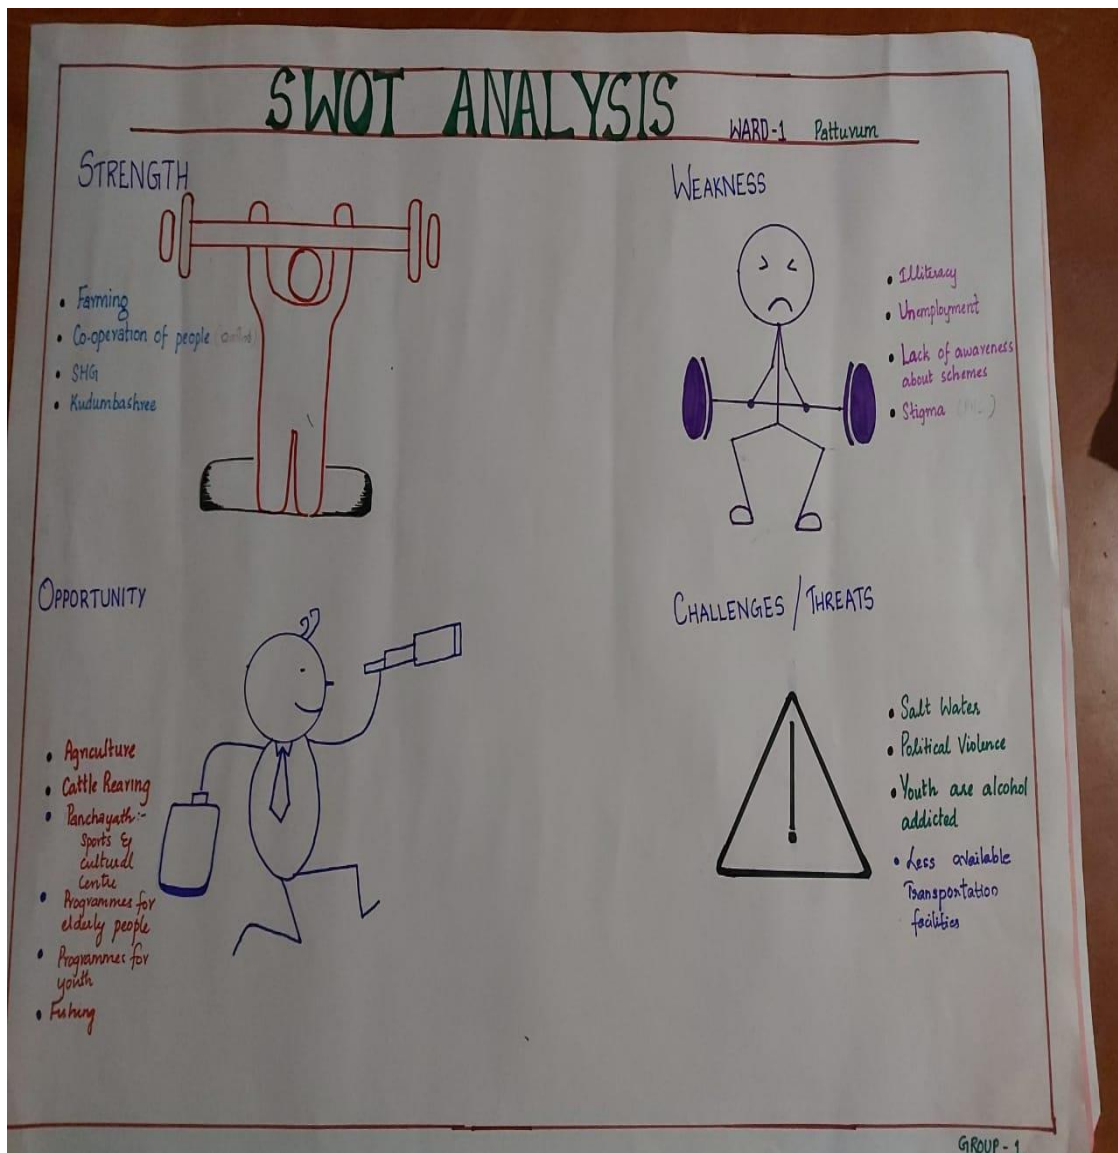 SWOT ANALYSIS
WARD-1 Pattuvum
STRENGTH
• Farming
• Co-operation of people
• SHG
• Kudumbashree
WEAKNESS
• Illiteracy
• Unemployment
• Lack of awareness
about schemes
• Stigma
OPPORTUNITY
• Agriculture
• Cattle Rearing
• Panchayath:-
sports &
cultural
centre
• Programmes for
elderly people
• Programmes for
youth
• Fishing
CHALLENGES / THREATS
• Salt Water
• Political Violence
• Youth are alcohol
addicted
• Less available
Transportation
facilities
GROUP - 1